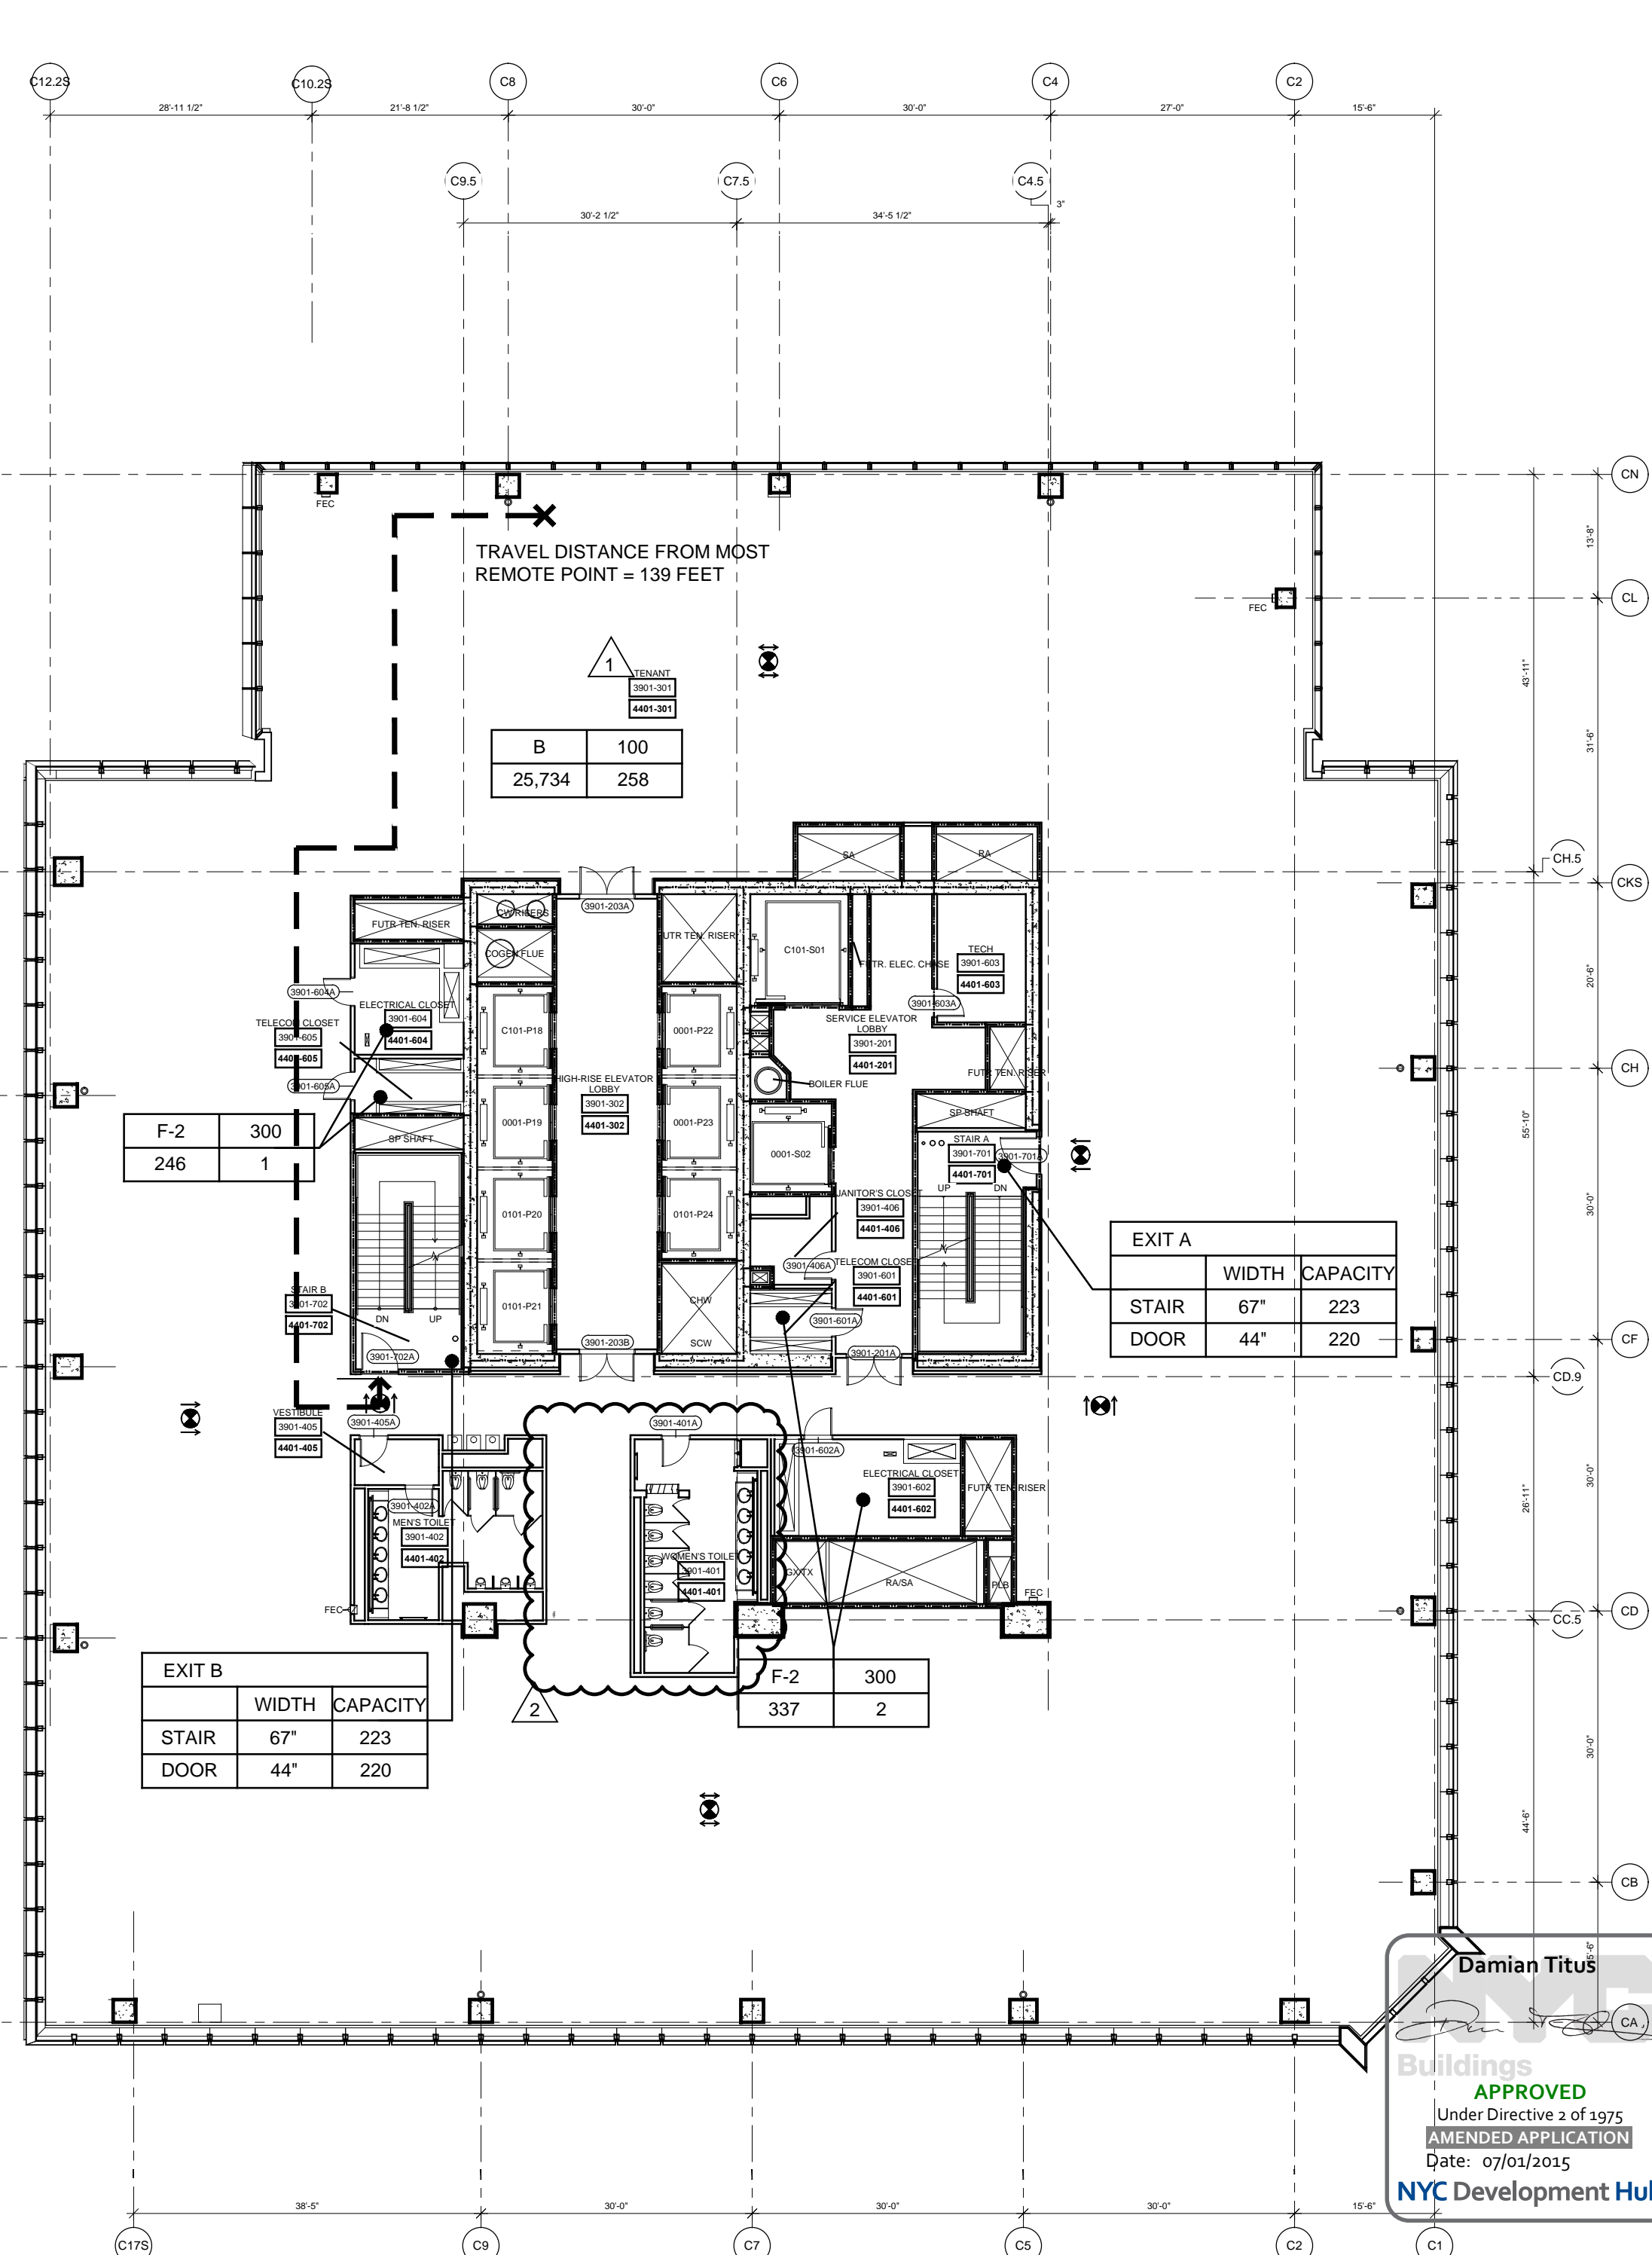 C12.2S
C10.2S
C8
C6
C4
C2
28'-11 1/2"
21'-8 1/2"
30'-0"
30'-0"
27'-0"
15'-6"
C9.5
C7.5
C4.5
3"
30'-2 1/2"
34'-5 1/2"
CN
FEC
13'-8"
TRAVEL DISTANCE FROM MOST
REMOTE POINT = 139 FEET
CL
FEC
1
TENANT
3901-301
4401-301
43'-11"
31'-6"
B 100
25,734 258
SA
RA
CH.5
CKS
3901-203A
CW RISERS
FUTR TEN. RISER
FUTR TEN. RISER
COGEN FLUE
C101-S01
FUTR. ELEC. CHASE
TECH
3901-603
4401-603
20'-6"
3901-604A
3901-603A
ELECTRICAL CLOSET
3901-604
4401-604
TELECOM CLOSET
3901-605
4401-605
C101-P18
0001-P22
SERVICE ELEVATOR
LOBBY
3901-201
4401-201
FUTR TEN. RISER
CH
3901-605A
HIGH-RISE ELEVATOR
LOBBY
3901-302
4401-302
BOILER FLUE
SP SHAFT
F-2 300
246 1
SP SHAFT
0001-P19
0001-P23
0001-S02
STAIR A
3901-701
4401-701
3901-701A
UP
DN
55'-10"
30'-0"
JANITOR'S CLOSET
3901-406
4401-406
0101-P20
0101-P24
EXIT A
WIDTH CAPACITY
STAIR 67" 223
DOOR 44" 220
3901-406A
TELECOM CLOSET
3901-601
4401-601
STAIR B
3901-702
4401-702
DN
UP
0101-P21
CHW
SCW
3901-601A
CF
3901-702A
3901-203B
3901-201A
CD.9
VESTIBULE
3901-405
4401-405
3901-405A
3901-401A
3901-602A
ELECTRICAL CLOSET
3901-602
4401-602
FUTR TEN. RISER
26'-11"
30'-0"
3901-402A
MEN'S TOILET
3901-402
4401-402
WOMEN'S TOILET
3901-401
4401-401
GX/TX
RA/SA
PLB
FEC
FEC
CC.5
CD
EXIT B
WIDTH CAPACITY
STAIR 67" 223
DOOR 44" 220
2
F-2 300
337 2
30'-0"
44'-6"
CB
Damian Titus
CA
Buildings
APPROVED
Under Directive 2 of 1975
AMENDED APPLICATION
Date: 07/01/2015
NYC Development
38'-5"
30'-0"
30'-0"
30'-0"
15'-6"
C17S
C9
C7
C5
C2
C1